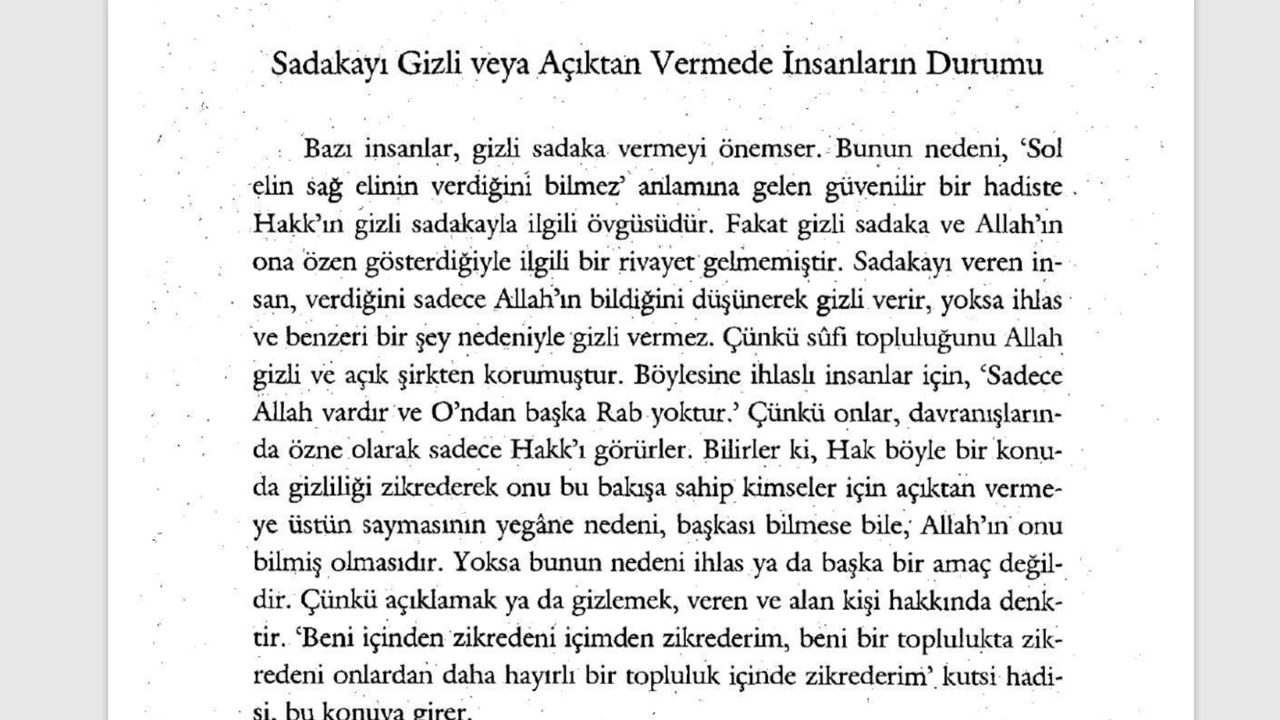 Sadakayı Gizli veya Açıktan Vermede İnsanların Durumu
Bazı insanlar, gizli sadaka vermeyi önemser. Bunun nedeni, ‘Sol
elin sağ elinin verdiğini bilmez’ anlamına gelen güvenilir bir hadiste
Hakk’ın gizli sadakayla ilgili övgüsüdür. Fakat gizli sadaka ve Allah’ın
ona özen gösterdiğiyle ilgili bir rivayet gelmemiştir. Sadakayı veren in-
san, verdiğini sadece Allah’ın bildiğini düşünerek gizli verir, yoksa ihlas
ve benzeri bir şey nedeniyle gizli vermez. Çünkü sûfi topluluğunu Allah
gizli ve açık şirkten korumuştur. Böylesine ihlaslı insanlar için, ‘Sadece
Allah vardır ve O’ndan başka Rab yoktur.’ Çünkü onlar, davranışların-
da özne olarak sadece Hakk’ı görürler. Bilirler ki, Hak böyle bir konu-
da gizliliği zikrederek onu bu bakışa sahip kimseler için açıktan verme-
ye üstün saymasının yegâne nedeni, başkası bilmese bile, Allah’ın onu
bilmiş olmasıdır. Yoksa bunun nedeni ihlas ya da başka bir amaç değil-
dir. Çünkü açıklamak ya da gizlemek, veren ve alan kişi hakkında denk-
tir. ‘Beni içinden zikredeni içimden zikrederim, beni bir toplulukta zik-
redeni onlardan daha hayırlı bir topluluk içinde zikrederim’ kutsi hadi-
si, bu konuya girer.